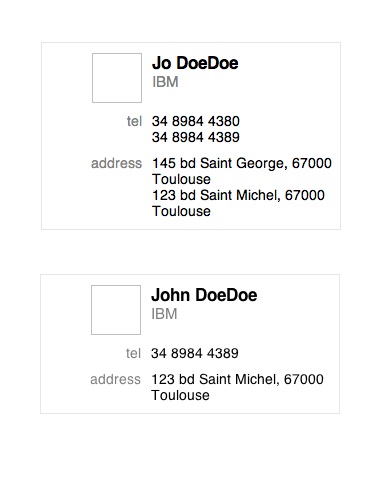 Jo DoeDoe
IBM
tel 34 8984 4380
34 8984 4389
address 145 bd Saint George, 67000
Toulouse
123 bd Saint Michel, 67000
Toulouse
John DoeDoe
IBM
tel 34 8984 4389
address 123 bd Saint Michel, 67000
Toulouse